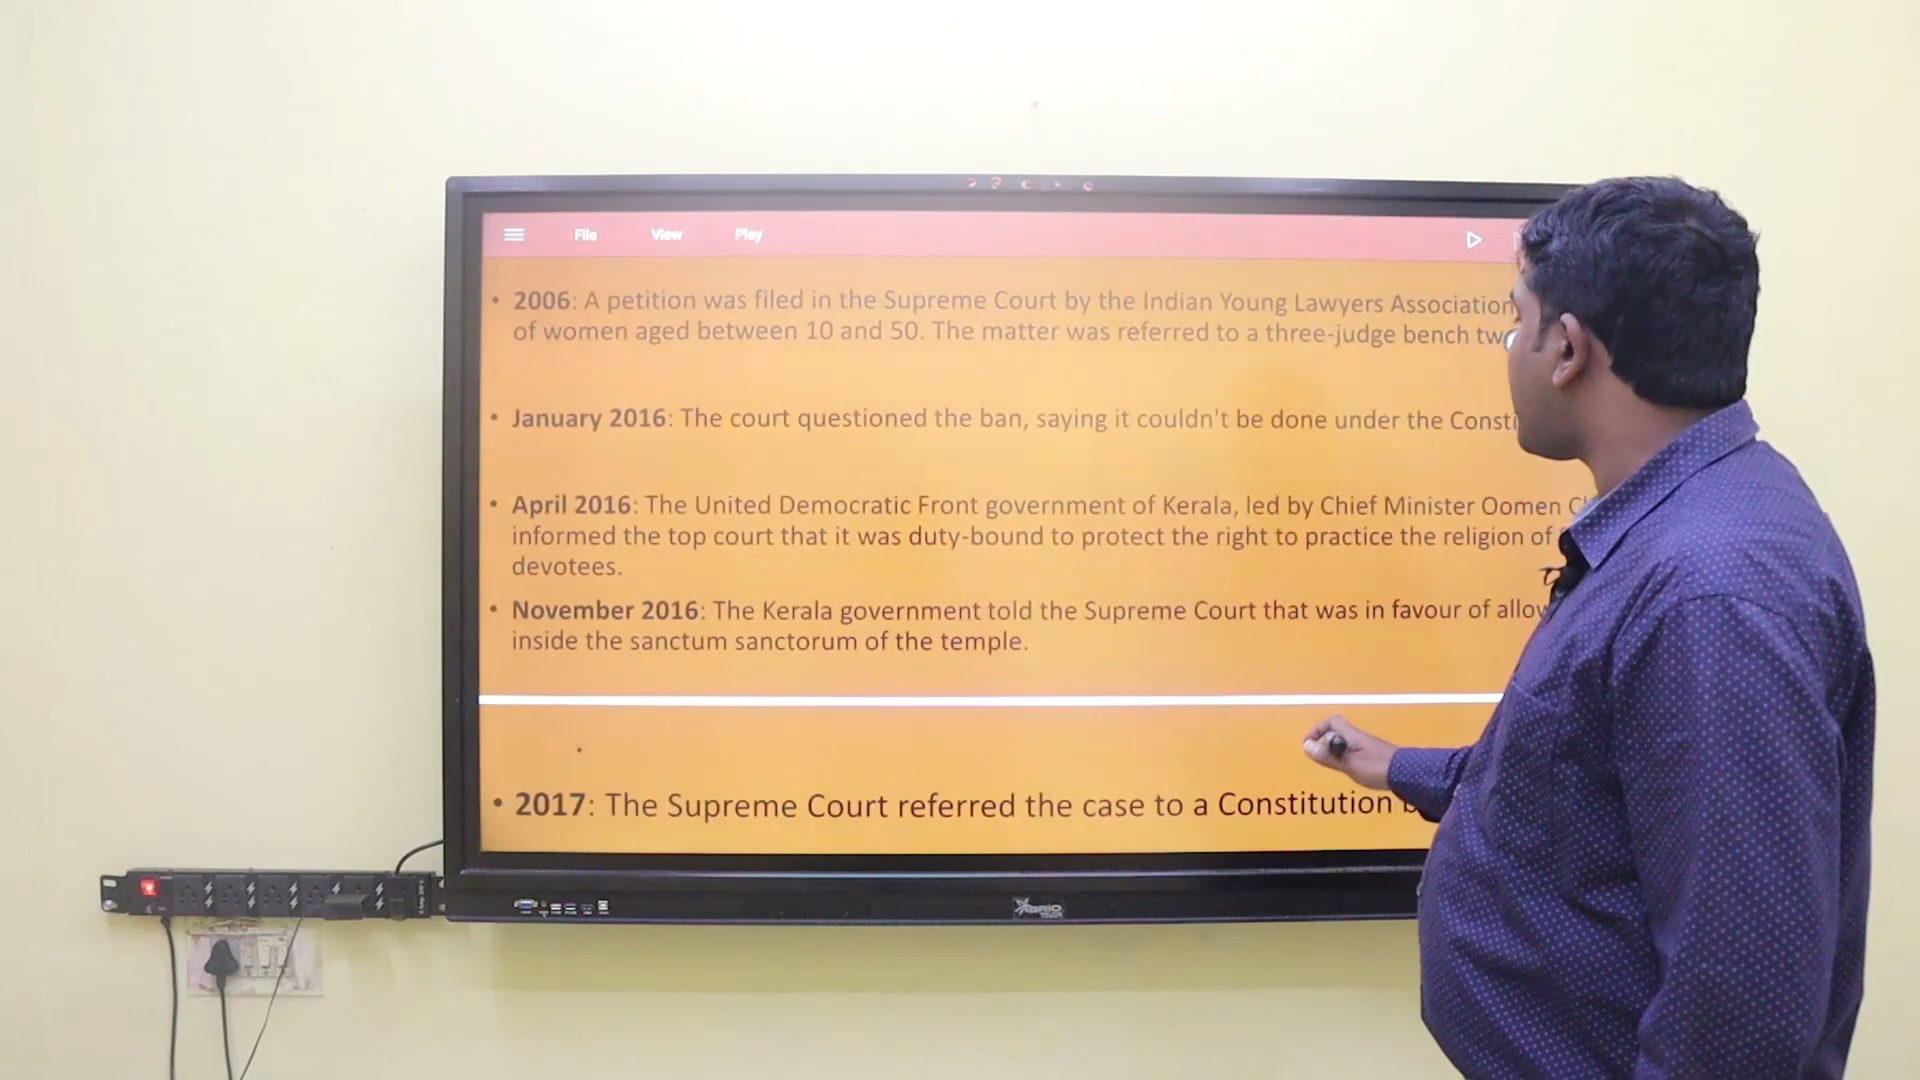 File View Play
• 2006: A petition was filed in the Supreme Court by the Indian Young Lawyers Association
of women aged between 10 and 50. The matter was referred to a three-judge bench
• January 2016: The court questioned the ban, saying it couldn't be done under the
• April 2016: The United Democratic Front government of Kerala, led by Chief Minister Oomen
informed the top court that it was duty-bound to protect the right to practice the religion of
devotees.
• November 2016: The Kerala government told the Supreme Court that was in favour of
inside the sanctum sanctorum of the temple.
• 2017: The Supreme Court referred the case to a Constitution